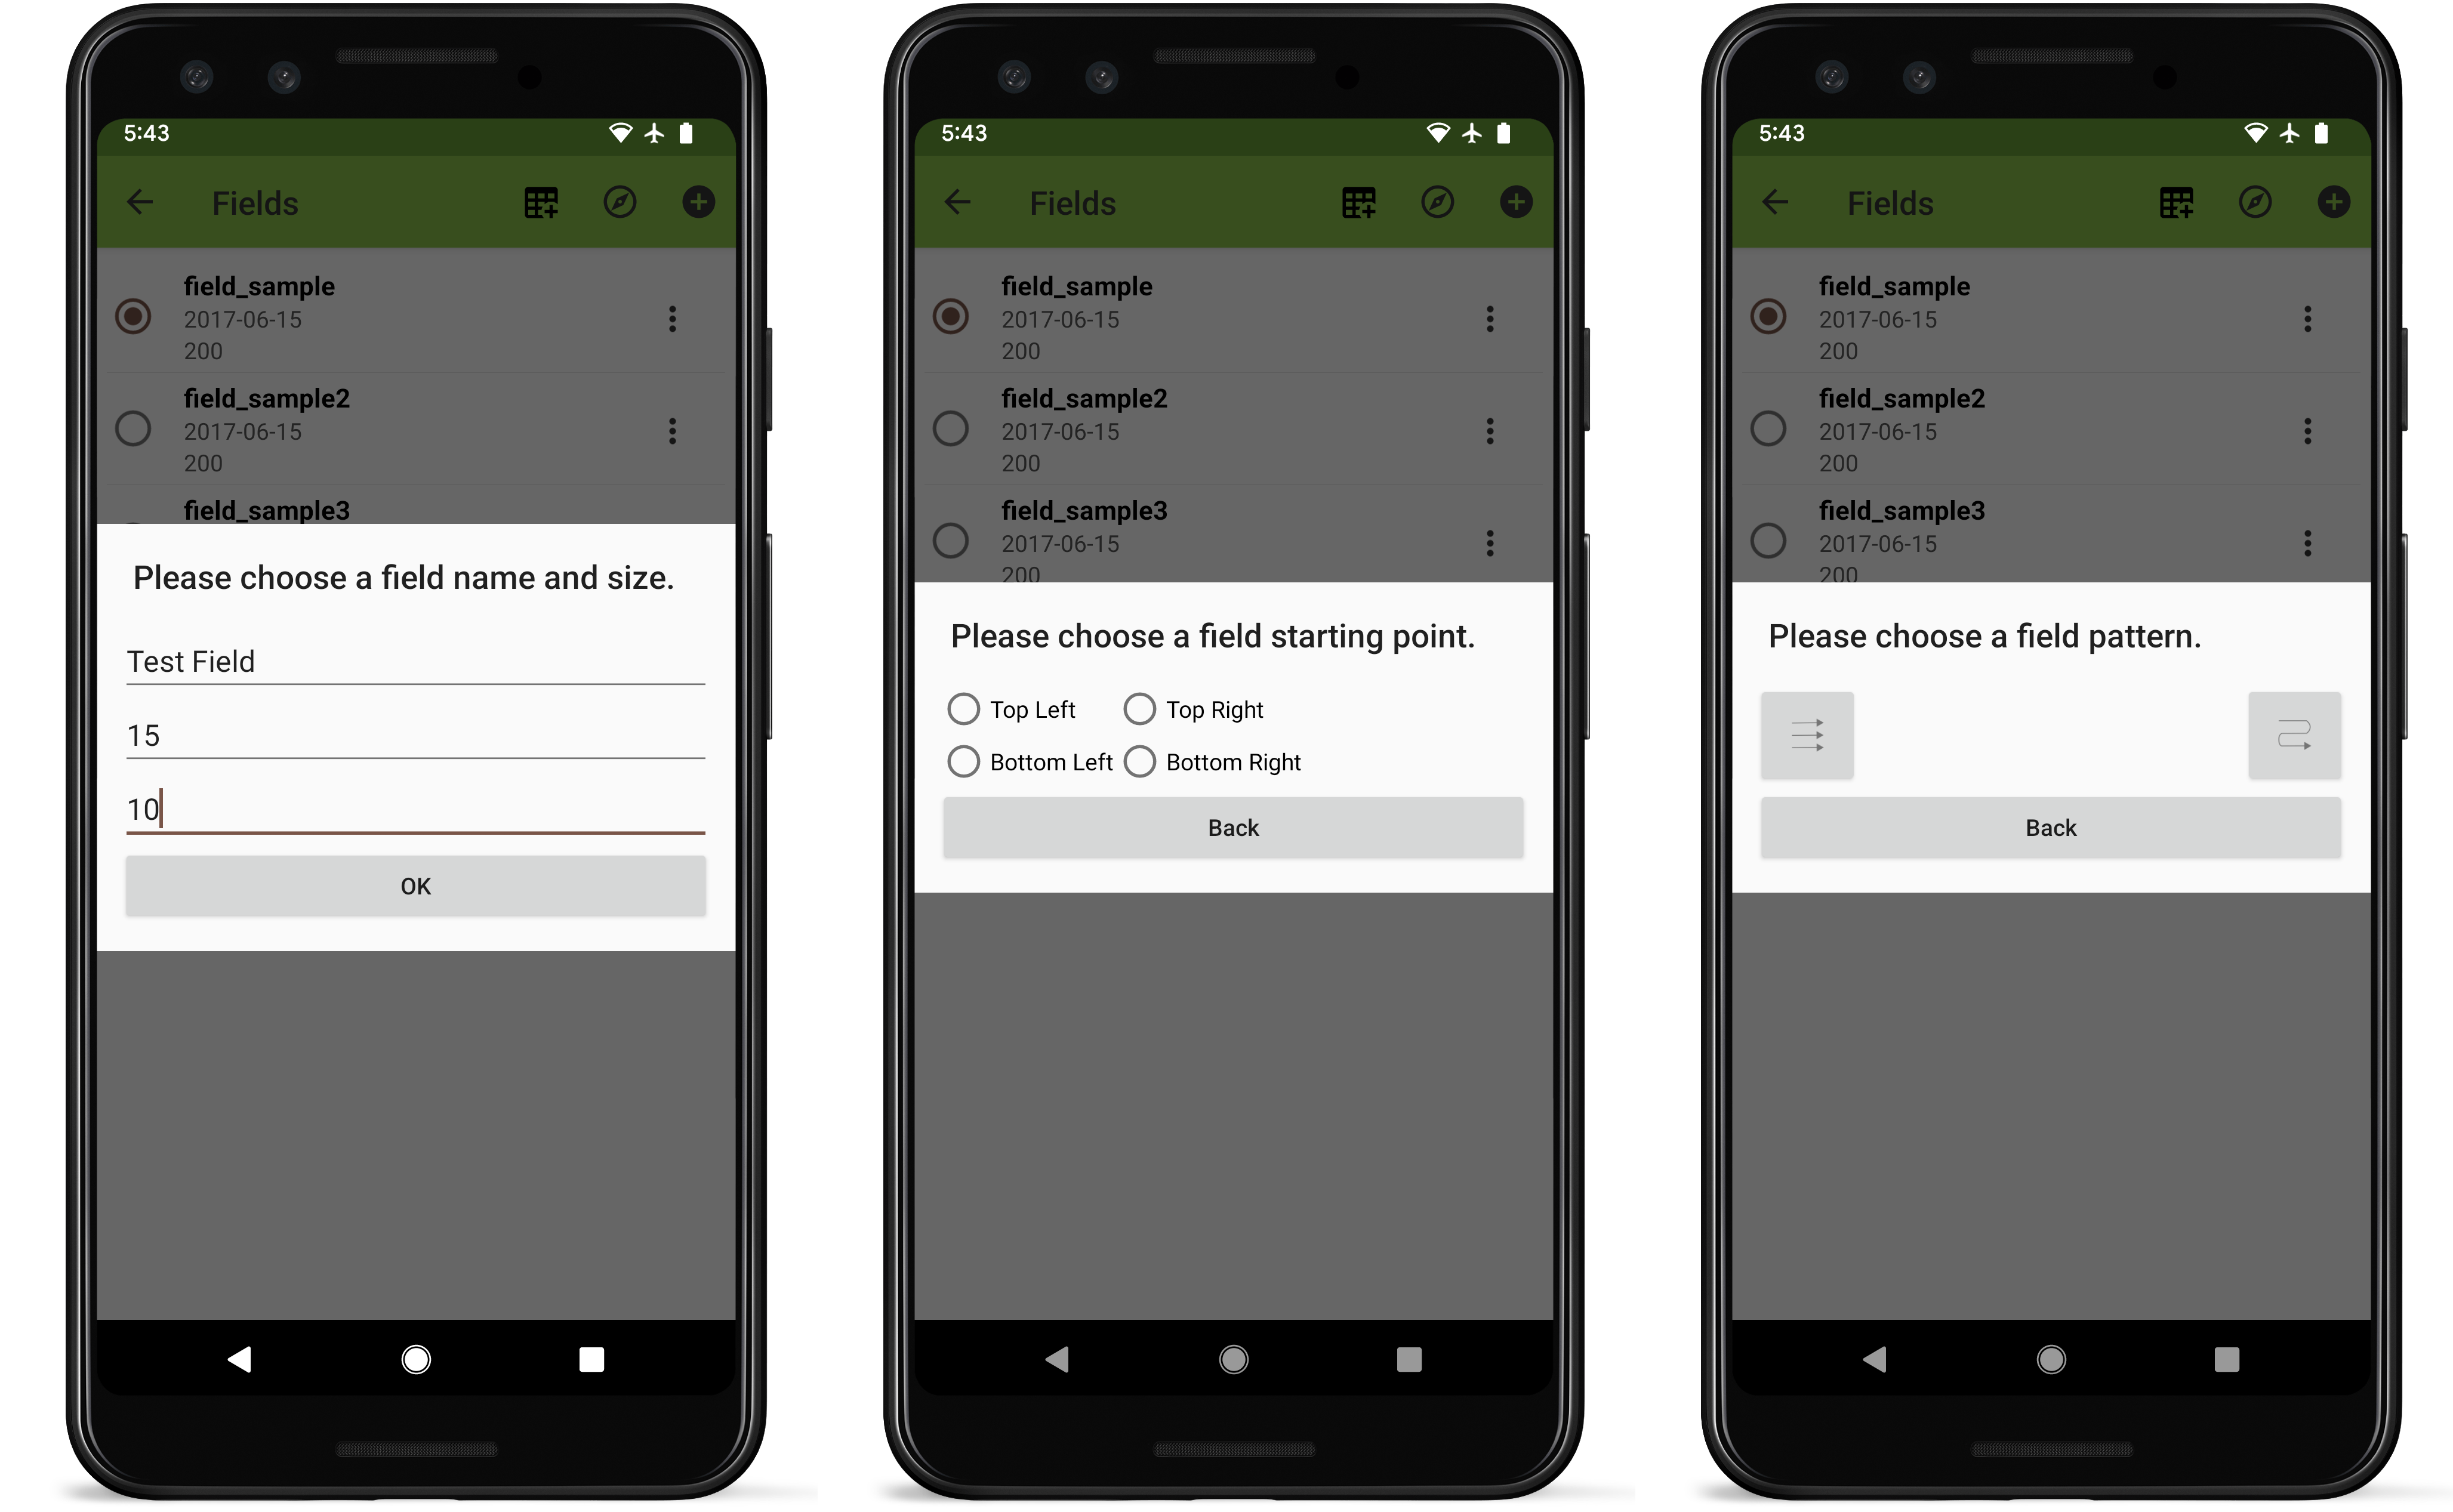 5:43
Fields
field_sample
2017-06-15
200
field_sample2
2017-06-15
200
field_sample3
Please choose a field name and size.
Test Field
15
10
OK
5:43
Fields
field_sample
2017-06-15
200
field_sample2
2017-06-15
200
field_sample3
2017-06-15
200
Please choose a field starting point.
Top Left Top Right
Bottom Left Bottom Right
Back
5:43
Fields
field_sample
2017-06-15
200
field_sample2
2017-06-15
200
field_sample3
2017-06-15
200
Please choose a field pattern.
Back